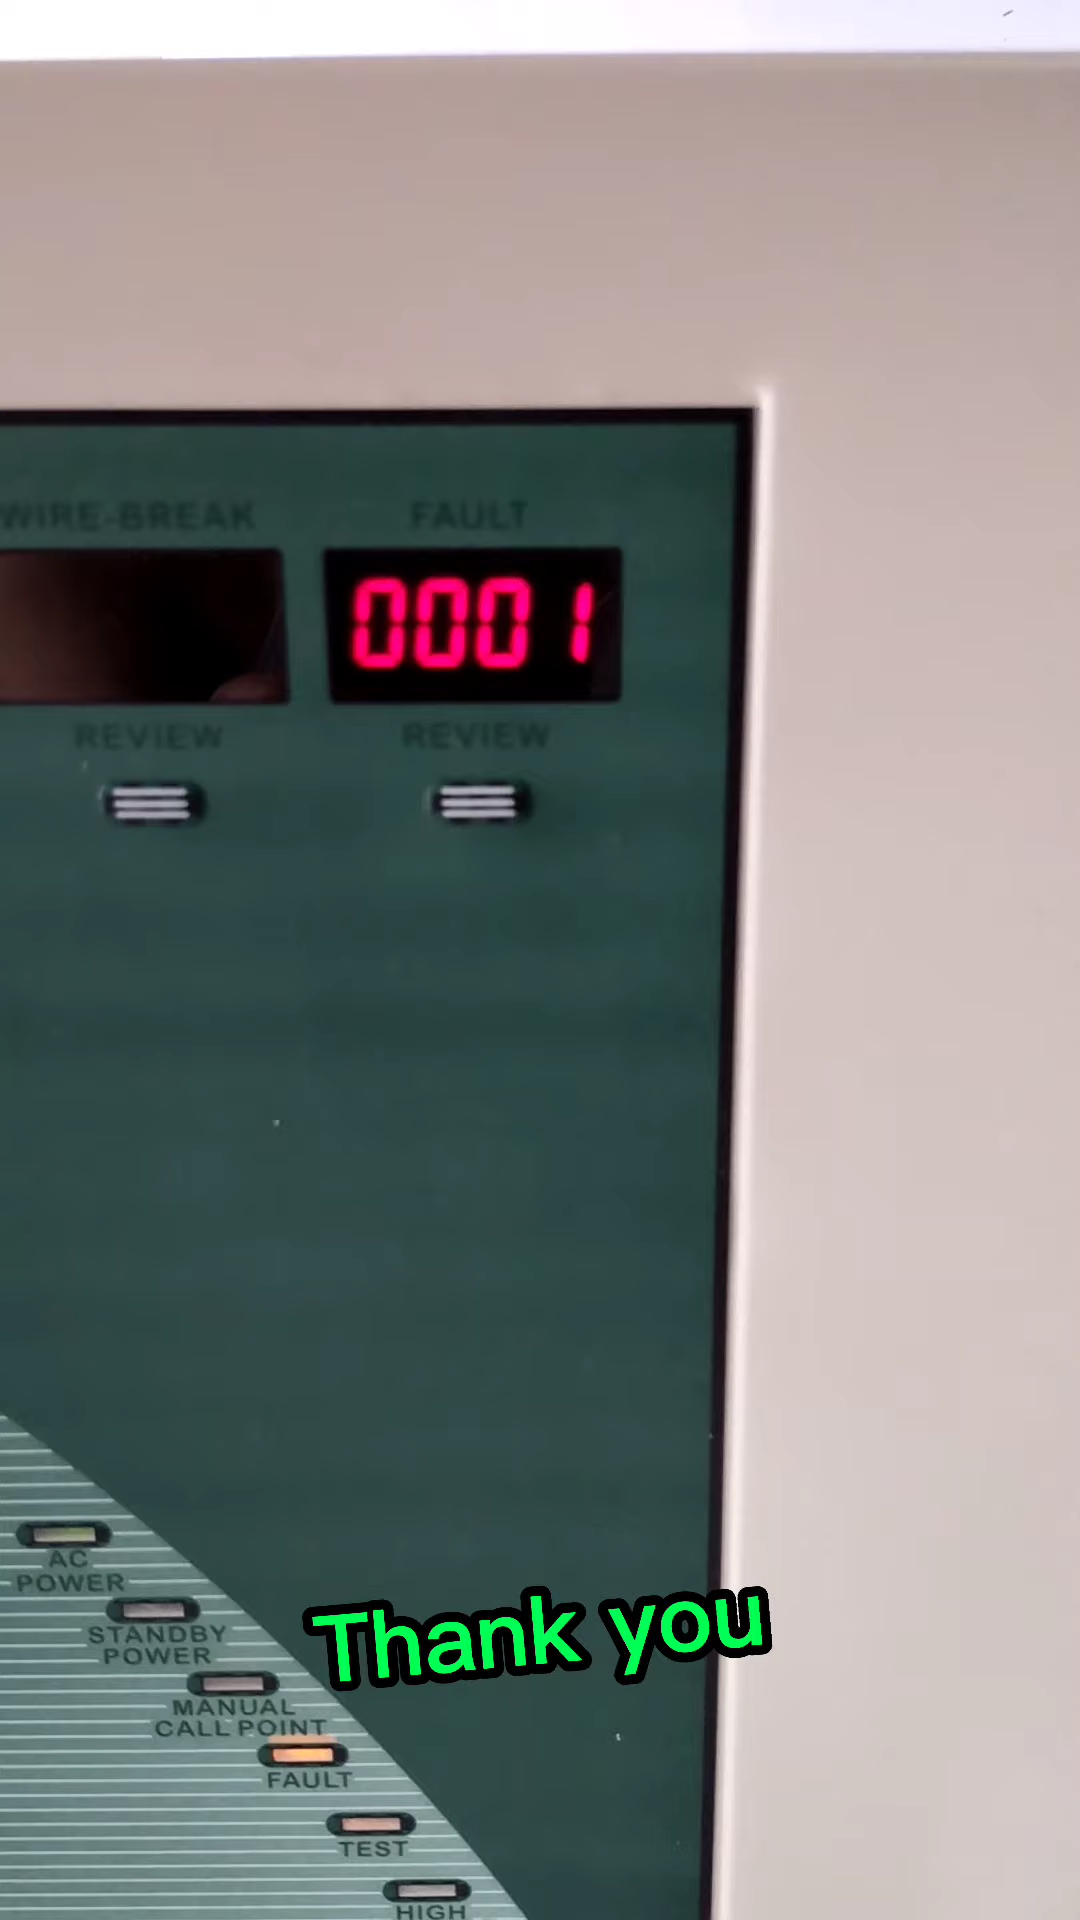 WIRE-BREAK
FAULT
0001
REVIEW
REVIEW
AC
POWER
STANDBY
POWER
MANUAL
CALL POINT
FAULT
TEST
HIGH
Thank you